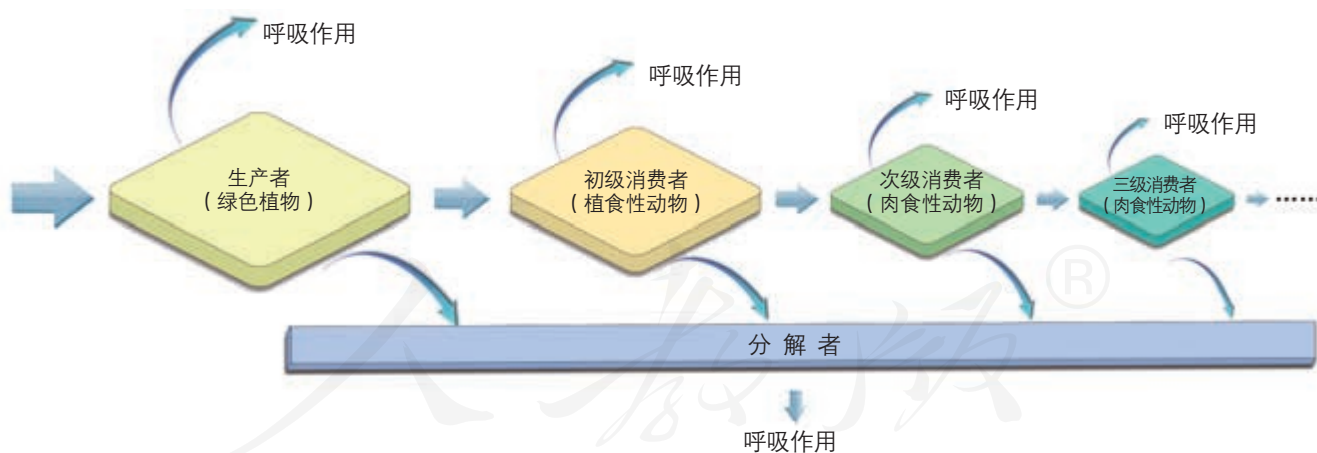 呼吸作用
呼吸作用
呼吸作用
呼吸作用
生产者
（绿色植物）
初级消费者
（植食性动物）
次级消费者
（肉食性动物）
三级消费者
（肉食性动物）
……
分解者
呼吸作用
人教版®